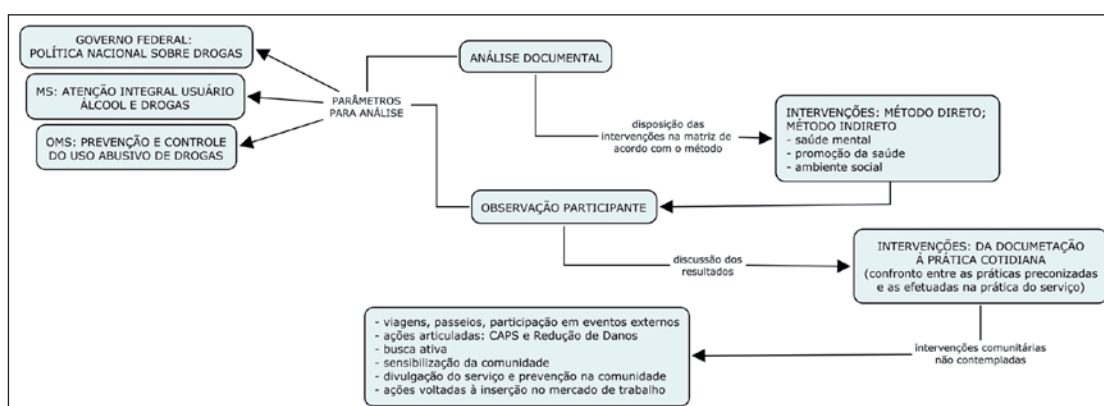 GOVERNO FEDERAL:
POLÍTICA NACIONAL SOBRE DROGAS
MS: ATENÇÃO INTEGRAL USUÁRIO
ÁLCOOL E DROGAS
OMS: PREVENÇÃO E CONTROLE
DO USO ABUSIVO DE DROGAS
PARÂMETROS
PARA ANÁLISE
ANÁLISE DOCUMENTAL
disposição das
intervenções na matriz de
acordo com o método
INTERVENÇÕES: MÉTODO DIRETO;
MÉTODO INDIRETO
- saúde mental
- promoção da saúde
- ambiente social
OBSERVAÇÃO PARTICIPANTE
discussão dos
resultados
INTERVENÇÕES: DA DOCUMETAÇÃO
À PRÁTICA COTIDIANA
(confronto entre as práticas preconizadas
e as efetuadas na prática do serviço)
intervenções comunitárias
não contempladas
- viagens, passeios, participação em eventos externos
- ações articuladas: CAPS e Redução de Danos
- busca ativa
- sensibilização da comunidade
- divulgação do serviço e prevenção na comunidade
- ações voltadas à inserção no mercado de trabalho